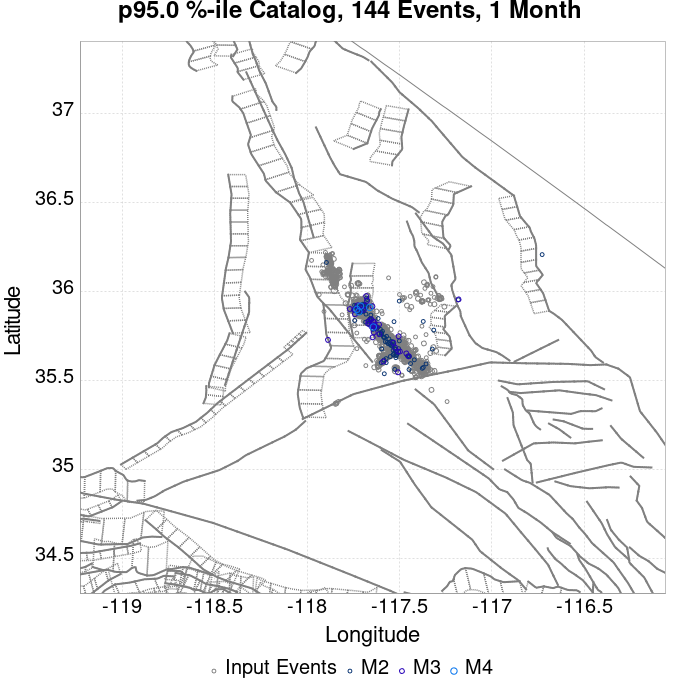 p95.0 %-ile Catalog, 144 Events, 1 Month
37
36.5
36
35.5
35
34.5
Latitude
-119
-118.5
-118
-117.5
-117
-116.5
Longitude
Input Events
M2
M3
M4